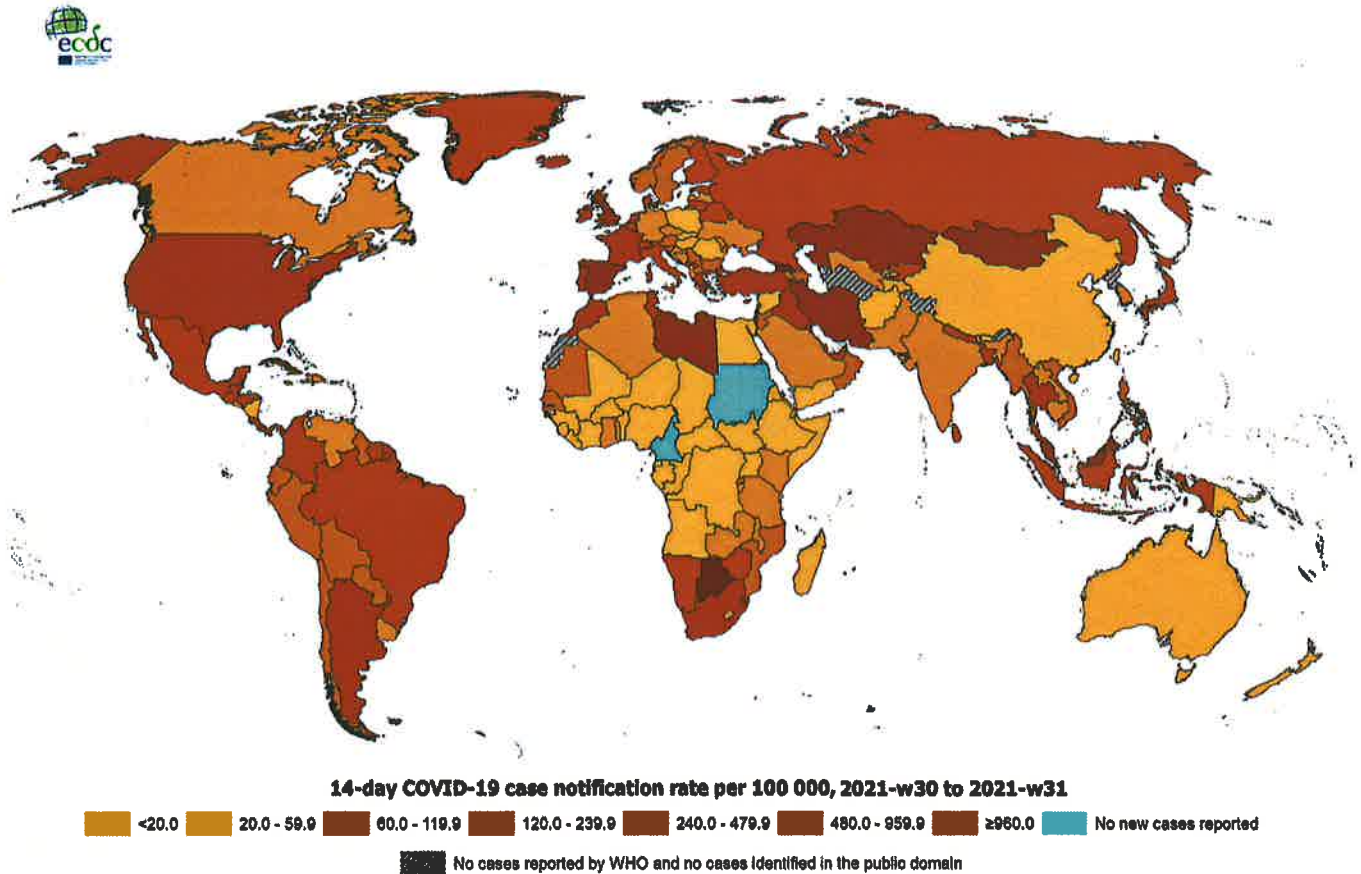 ecdc
14-day COVID-19 case notification rate per 100 000, 2021-w30 to 2021-w31
<20.0 20.0 - 59.9 60.0 - 119.9 120.0 - 239.9 240.0 - 479.9 480.0 - 959.9 ≥960.0 No new cases reported
No cases reported by WHO and no cases identified in the public domain